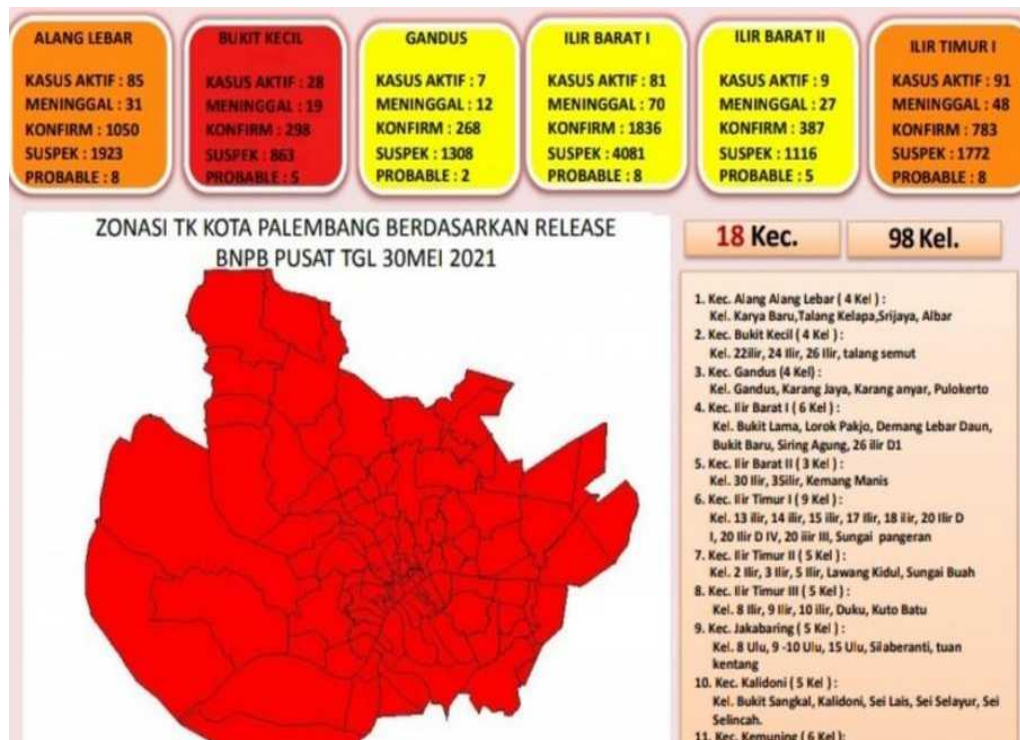 ALANG LEBAR
KASUS AKTIF : 85
MENINGGAL : 31
KONFIRM : 1050
SUSPEK : 1923
PROBABLE : 8
BUKIT KECIL
KASUS AKTIF : 28
MENINGGAL : 19
KONFIRM : 298
SUSPEK : 863
PROBABLE : 5
GANDUS
KASUS AKTIF : 7
MENINGGAL : 12
KONFIRM : 268
SUSPEK : 1308
PROBABLE : 2
ILIR BARAT I
KASUS AKTIF : 81
MENINGGAL : 70
KONFIRM : 1836
SUSPEK : 4081
PROBABLE : 8
ILIR BARAT II
KASUS AKTIF : 9
MENINGGAL : 27
KONFIRM : 387
SUSPEK : 1116
PROBABLE : 5
ILIR TIMUR I
KASUS AKTIF : 91
MENINGGAL : 48
KONFIRM : 783
SUSPEK : 1772
PROBABLE : 8
ZONASI TK KOTA PALEMBANG BERDASARKAN RELEASE
BNPB PUSAT TGL 30MEI 2021
18 Kec.
98 Kel.
1. Kec. Alang Alang Lebar ( 4 Kel ) :
Kel. Karya Baru,Talang Kelapa,Srijaya, Albar
2. Kec. Bukit Kecil ( 4 Kel ) :
Kel. 22ilir, 24 Ilir, 26 Ilir, talang semut
3. Kec. Gandus (4 Kel) :
Kel. Gandus, Karang Jaya, Karang anyar, Pulokerto
4. Kec. Ilir Barat I ( 6 Kel ) :
Kel. Bukit Lama, Lorok Pakjo, Demang Lebar Daun,
Bukit Baru, Siring Agung, 26 ilir D1
5. Kec. Ilir Barat II ( 3 Kel ) :
Kel. 30 Ilir, 35ilir, Kemang Manis
6. Kec. Ilir Timur I ( 9 Kel ) :
Kel. 13 ilir, 14 ilir, 15 ilir, 17 Ilir, 18 ilir, 20 Ilir D
I, 20 Ilir D IV, 20 iiir III, Sungai pangeran
7. Kec. Ilir Timur II ( 5 Kel ) :
Kel. 2 Ilir, 3 Ilir, 5 Ilir, Lawang Kidul, Sungai Buah
8. Kec. Ilir Timur III ( 5 Kel ) :
Kel. 8 Ilir, 9 Ilir, 10 ilir, Duku, Kuto Batu
9. Kec. Jakabaring ( 5 Kel ) :
Kel. 8 Ulu, 9 -10 Ulu, 15 Ulu, Silaberanti, tuan
kentang
10. Kec. Kalidoni ( 5 Kel ) :
Kel. Bukit Sangkal, Kalidoni, Sei Lais, Sei Selayur, Sei
Selincah.
11. Kec. Kemuning ( 6 Kel ):